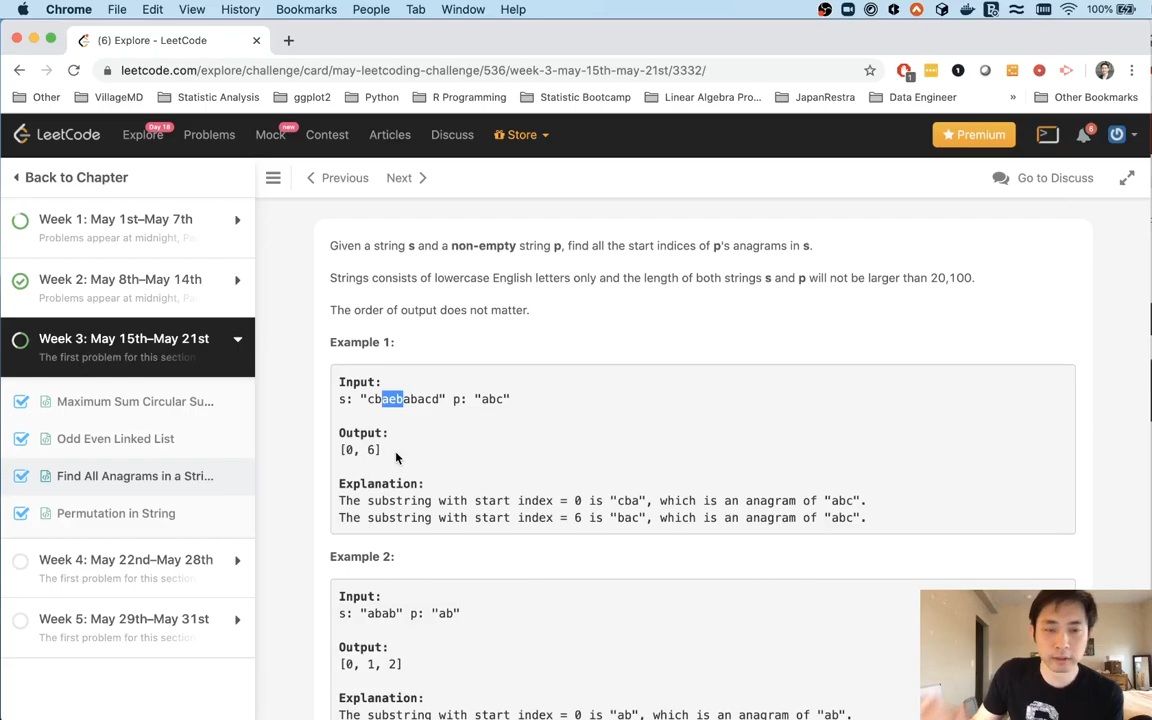 Chrome File Edit View History Bookmarks People Tab Window Help 100%
(6) Explore - LeetCode
leetcode.com/explore/challenge/card/may-leetcoding-challenge/536/week-3-may-15th-may-21st/3332/
Other VillageMD Statistic Analysis ggplot2 Python R Programming Statistic Bootcamp Linear Algebra Pro... JapanRestra Data Engineer » Other Bookmarks
LeetCode Explore Day 18 Problems Mock new Contest Articles Discuss Store Premium 6
Back to Chapter
Previous Next Go to Discuss
Week 1: May 1st–May 7th
Problems appear at midnight, Pa
Week 2: May 8th–May 14th
Problems appear at midnight, Pa
Week 3: May 15th–May 21st
The first problem for this section
Maximum Sum Circular Su...
Odd Even Linked List
Find All Anagrams in a Stri...
Permutation in String
Week 4: May 22nd–May 28th
The first problem for this section
Week 5: May 29th–May 31st
The first problem for this section
Given a string s and a non-empty string p, find all the start indices of p's anagrams in s.
Strings consists of lowercase English letters only and the length of both strings s and p will not be larger than 20,100.
The order of output does not matter.
Example 1:
Input:
s: "cbaebabacd" p: "abc"
Output:
[0, 6]
Explanation:
The substring with start index = 0 is "cba", which is an anagram of "abc".
The substring with start index = 6 is "bac", which is an anagram of "abc".
Example 2:
Input:
s: "abab" p: "ab"
Output:
[0, 1, 2]
Explanation:
The substring with start index = 0 is "ab", which is an anagram of "ab".